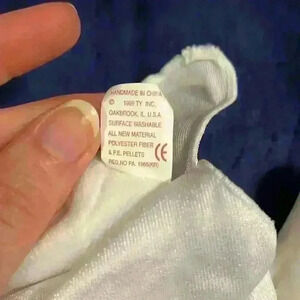 HANDMADE IN CHINA
© 1999 TY INC.,
OAKBROOK, IL, U.S.A
SURFACE WASHABLE
ALL NEW MATERIAL
POLYESTER FIBER
& P.E. PELLETS CE
REG.NO PA. 1965(KR)